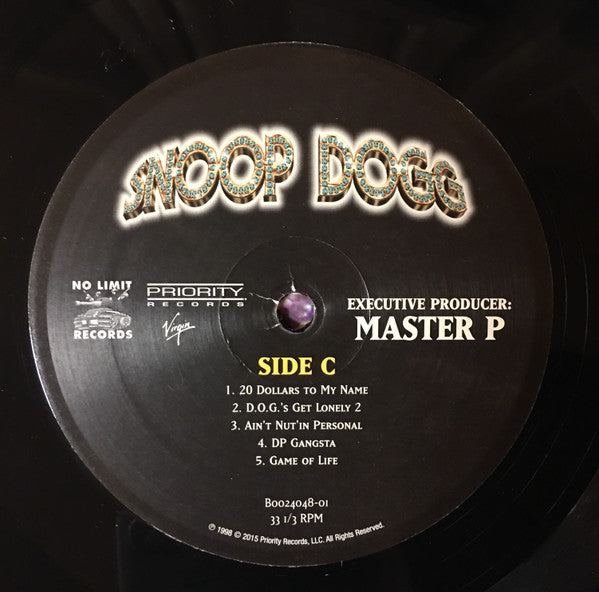 SNOOP DOGG
NO LIMIT
RECORDS
PRIORITY
RECORDS
Virgin
EXECUTIVE PRODUCER:
MASTER P
SIDE C
1. 20 Dollars to My Name
2. D.O.G.'s Get Lonely 2
3. Ain't Nut'in Personal
4. DP Gangsta
5. Game of Life
B0024048-01
33 1/3 RPM
℗ 1998 © 2015 Priority Records, LLC. All Rights Reserved.